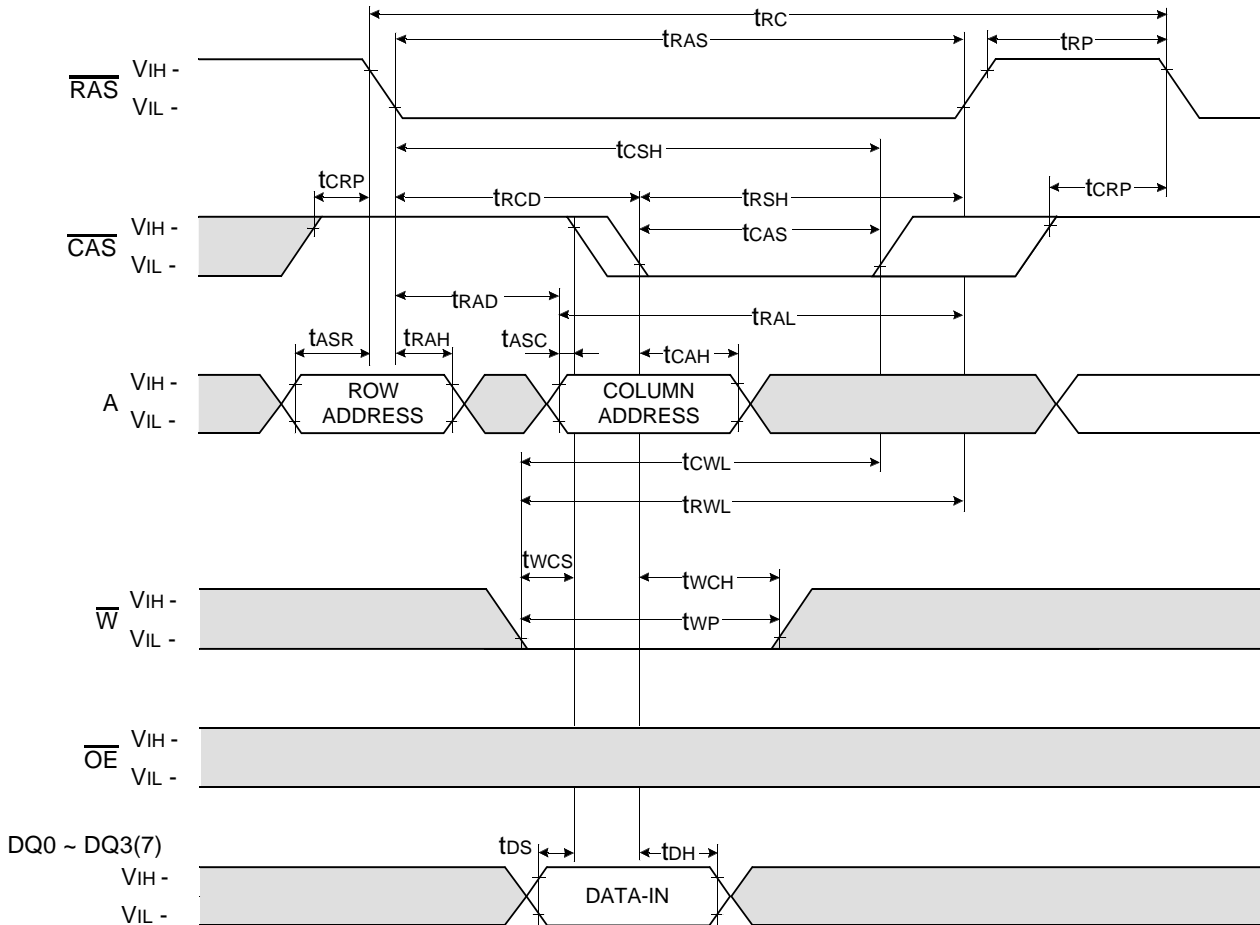 tRC
tRAS
tRP
RAS
VIH -
VIL -
tCSH
tCRP
tRCD
tRSH
tCRP
CAS
VIH -
VIL -
tCAS
tRAD
tRAL
tASR
tRAH
tASC
tCAH
A
VIH -
VIL -
ROW
ADDRESS
COLUMN
ADDRESS
tCWL
tRWL
tWCS
tWCH
W
VIH -
VIL -
tWP
OE
VIH -
VIL -
DQ0 ~ DQ3(7)
tDS
tDH
VIH -
VIL -
DATA-IN